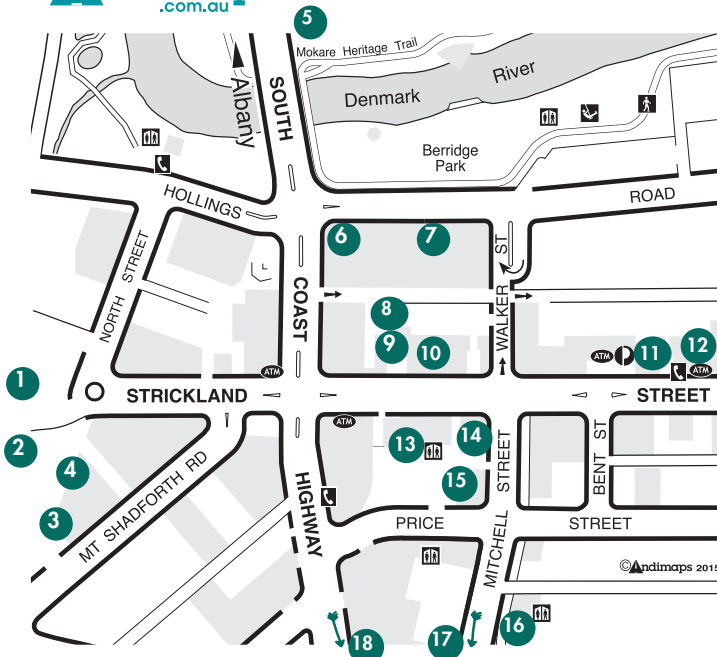 .com.au
5
Mokare Heritage Trail
River
Denmark
Albany
SOUTH
Berridge
Park
HOLLINGS
ROAD
6
7
ST
WALKER
NORTH STREET
COAST
8
9
10
11
12
ATM
ATM
ATM
1
STRICKLAND
STREET
2
ATM
13
14
15
4
3
MT SHADFORTH RD
HIGHWAY
STREET
MITCHELL
BENT ST
PRICE
STREET
©Andimaps 2015
16
17
18